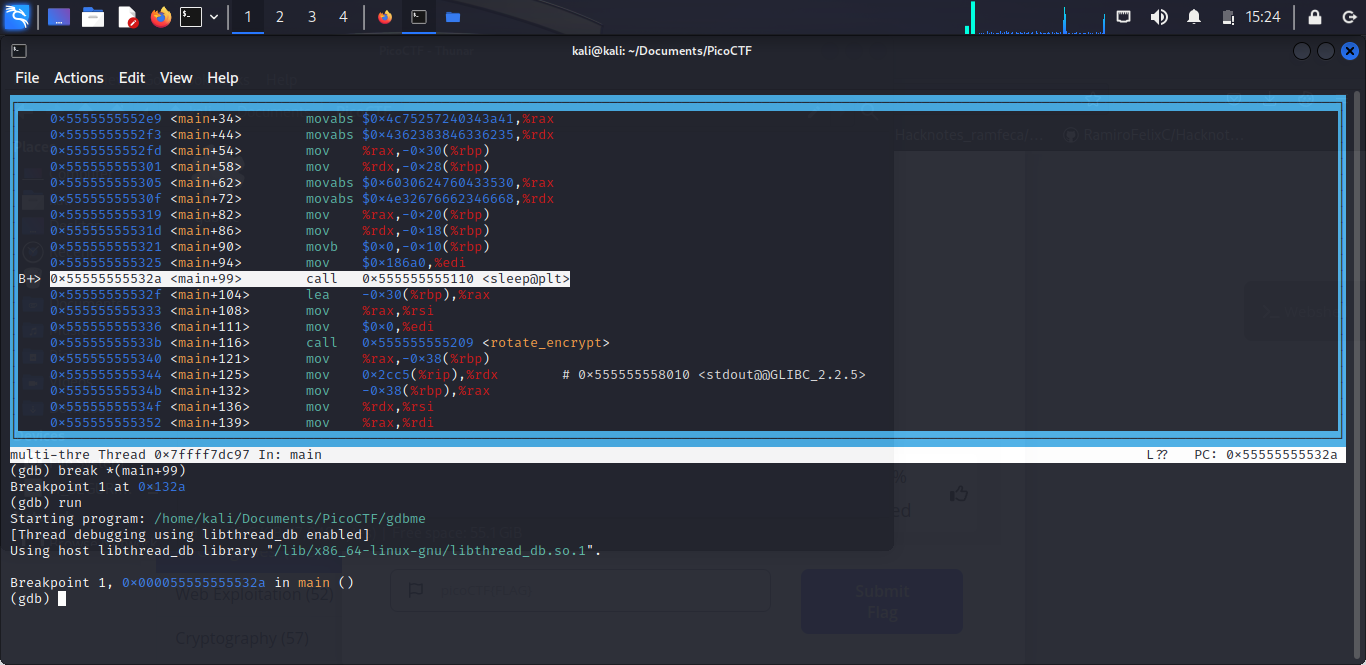 1 2 3 4 15:24
kali@kali: ~/Documents/PicoCTF
File Actions Edit View Help
0×5555555552e9 <main+34> movabs $0×4c75257240343a41,%rax
0×5555555552f3 <main+44> movabs $0×4362383846336235,%rdx
0×5555555552fd <main+54> mov %rax,-0×30(%rbp)
0×555555555301 <main+58> mov %rdx,-0×28(%rbp)
0×555555555305 <main+62> movabs $0×6030624760433530,%rax
0×55555555530f <main+72> movabs $0×4e32676662346668,%rdx
0×555555555319 <main+82> mov %rax,-0×20(%rbp)
0×55555555531d <main+86> mov %rdx,-0×18(%rbp)
0×555555555321 <main+90> movb $0×0,-0×10(%rbp)
0×555555555325 <main+94> mov $0×186a0,%edi
B+> 0×55555555532a <main+99> call 0×555555555110 <sleep@plt>
0×55555555532f <main+104> lea -0×30(%rbp),%rax
0×555555555333 <main+108> mov %rax,%rsi
0×555555555336 <main+111> mov $0×0,%edi
0×55555555533b <main+116> call 0×555555555209 <rotate_encrypt>
0×555555555340 <main+121> mov %rax,-0×38(%rbp)
0×555555555344 <main+125> mov 0×2cc5(%rip),%rdx # 0×555555558010 <stdout@@GLIBC_2.2.5>
0×55555555534b <main+132> mov -0×38(%rbp),%rax
0×55555555534f <main+136> mov %rdx,%rsi
0×555555555352 <main+139> mov %rax,%rdi
multi-thre Thread 0×7ffff7dc97 In: main L?? PC: 0×55555555532a
(gdb) break *(main+99)
Breakpoint 1 at 0×132a
(gdb) run
Starting program: /home/kali/Documents/PicoCTF/gdbme
[Thread debugging using libthread_db enabled]
Using host libthread_db library "/lib/x86_64-linux-gnu/libthread_db.so.1".
Breakpoint 1, 0×000055555555532a in main ()
(gdb)
Hacknotes_ramfeca/...
RamiroFelixC/Hacknot...
Web Exploitation (52)
Submit
Flag
Cryptography (57)